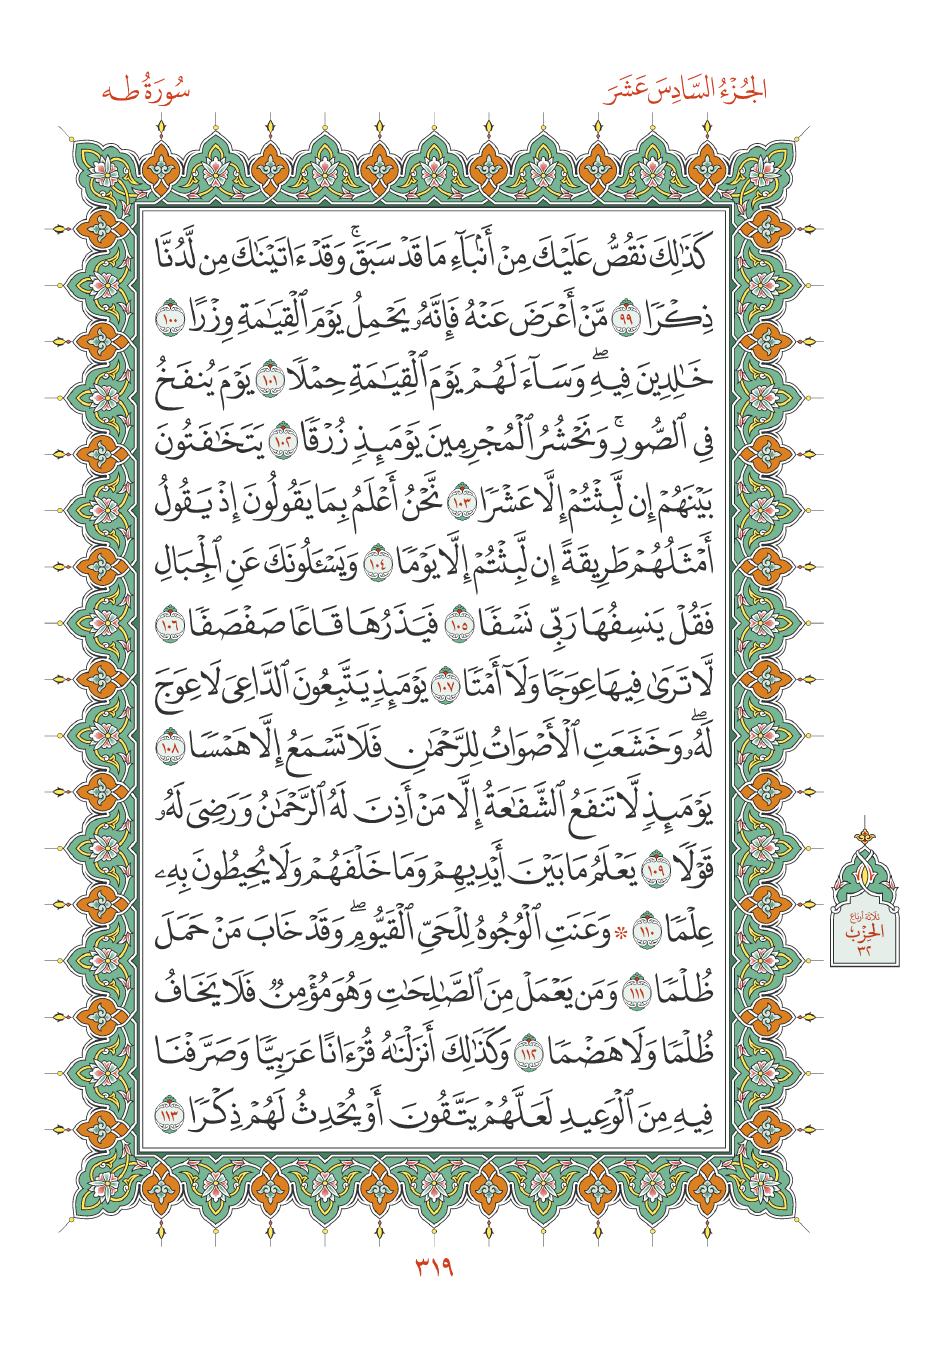 الجُزْءُ السَّادِسَ عَشَرَ
سُورَةُ طه
كَذَٰلِكَ نَقُصُّ عَلَيْكَ مِنْ أَنۢبَآءِ مَا قَدْ سَبَقَۚ وَقَدْ ءَاتَيْنَٰكَ مِن لَّدُنَّا
ذِكْرًا ٩٩ مَّنْ أَعْرَضَ عَنْهُ فَإِنَّهُۥ يَحْمِلُ يَوْمَ ٱلْقِيَٰمَةِ وِزْرًا ١٠٠
خَٰلِدِينَ فِيهِۖ وَسَآءَ لَهُمْ يَوْمَ ٱلْقِيَٰمَةِ حِمْلًا ١٠١ يَوْمَ يُنفَخُ
فِى ٱلصُّورِۚ وَنَحْشُرُ ٱلْمُجْرِمِينَ يَوْمَئِذٍ زُرْقًا ١٠٢ يَتَخَٰفَتُونَ
بَيْنَهُمْ إِن لَّبِثْتُمْ إِلَّا عَشْرًا ١٠٣ نَّحْنُ أَعْلَمُ بِمَا يَقُولُونَ إِذْ يَقُولُ
أَمْثَلُهُمْ طَرِيقَةً إِن لَّبِثْتُمْ إِلَّا يَوْمًا ١٠٤ وَيَسْـَٔلُونَكَ عَنِ ٱلْجِبَالِ
فَقُلْ يَنسِفُهَا رَبِّى نَسْفًا ١٠٥ فَيَذَرُهَا قَاعًا صَفْصَفًا ١٠٦
لَّا تَرَىٰ فِيهَا عِوَجًا وَلَآ أَمْتًا ١٠٧ يَوْمَئِذٍ يَتَّبِعُونَ ٱلدَّاعِىَ لَا عِوَجَ
لَهُۥۖ وَخَشَعَتِ ٱلْأَصْوَاتُ لِلرَّحْمَٰنِ فَلَا تَسْمَعُ إِلَّا هَمْسًا ١٠٨
يَوْمَئِذٍ لَّا تَنفَعُ ٱلشَّفَٰعَةُ إِلَّا مَنْ أَذِنَ لَهُ ٱلرَّحْمَٰنُ وَرَضِىَ لَهُۥ
قَوْلًا ١٠٩ يَعْلَمُ مَا بَيْنَ أَيْدِيهِمْ وَمَا خَلْفَهُمْ وَلَا يُحِيطُونَ بِهِۦ
عِلْمًا ١١٠ ۞ وَعَنَتِ ٱلْوُجُوهُ لِلْحَىِّ ٱلْقَيُّومِۖ وَقَدْ خَابَ مَنْ حَمَلَ
ظُلْمًا ١١١ وَمَن يَعْمَلْ مِنَ ٱلصَّٰلِحَٰتِ وَهُوَ مُؤْمِنٌ فَلَا يَخَافُ
ظُلْمًا وَلَا هَضْمًا ١١٢ وَكَذَٰلِكَ أَنزَلْنَٰهُ قُرْءَانًا عَرَبِيًّا وَصَرَّفْنَا
فِيهِ مِنَ ٱلْوَعِيدِ لَعَلَّهُمْ يَتَّقُونَ أَوْ يُحْدِثُ لَهُمْ ذِكْرًا ١١٣
ثلاثة أرباع
الحِزْب
٣٢
٣١٩